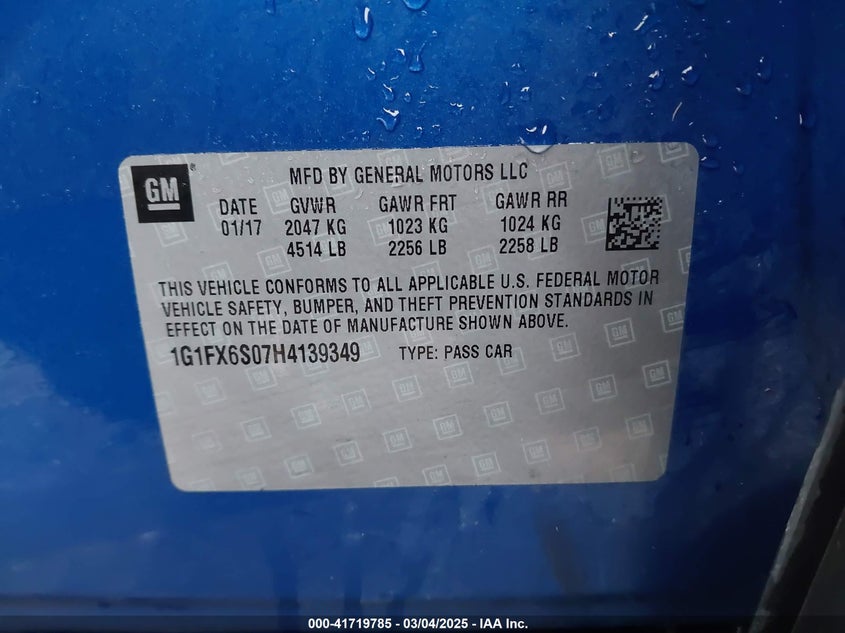 GM
MFD BY GENERAL MOTORS LLC
DATE GVWR GAWR FRT GAWR RR
01/17 2047 KG 1023 KG 1024 KG
4514 LB 2256 LB 2258 LB
THIS VEHICLE CONFORMS TO ALL APPLICABLE U.S. FEDERAL MOTOR
VEHICLE SAFETY, BUMPER, AND THEFT PREVENTION STANDARDS IN
EFFECT ON THE DATE OF MANUFACTURE SHOWN ABOVE.
1G1FX6S07H4139349 TYPE: PASS CAR
000-41719785 - 03/04/2025 - IAA Inc.